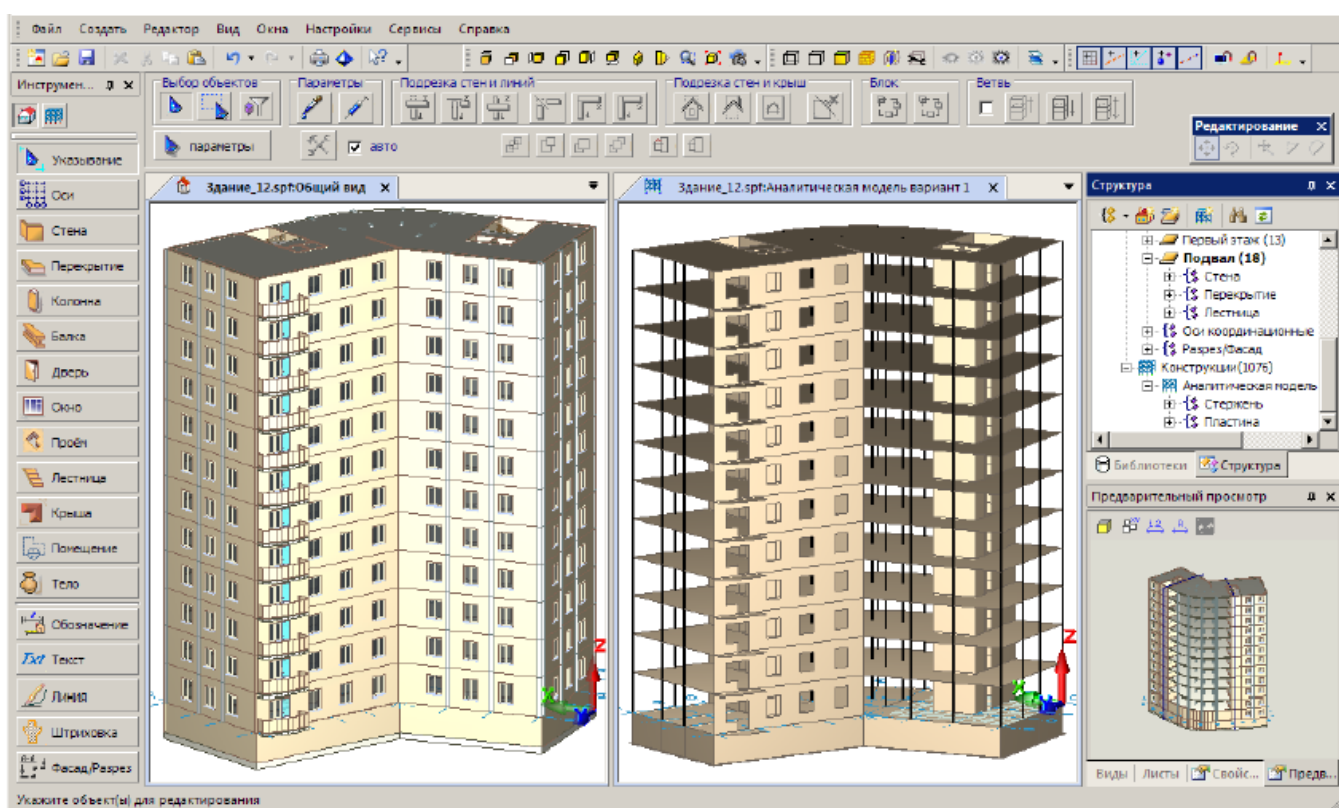 Файл Создать Редактор Вид Окна Настройки Сервисы Справка
Инструмен...
Выбор объектов Параметры Подрезка стен и линий Подрезка стен и крыш Блок Ветвь
Редактирование
параметры авто
Указывание
Оси
Стена
Перекрытие
Колонна
Балка
Дверь
Окно
Проём
Лестница
Крыша
Помещение
Тело
Обозначение
Txt Текст
Линия
Штриховка
Фасад/Разрез
Здание_12.spf:Общий вид
Z
Здание_12.spf:Аналитическая модель вариант 1
Z
Структура
Первый этаж (13)
Подвал (18)
Стена
Перекрытие
Лестница
Оси координационные
Разрез/Фасад
Конструкции(1076)
Аналитическая модель
Стержень
Пластина
Библиотеки Структура
Предварительный просмотр
Виды Листы Свойс... Предв...
Укажите объект(ы) для редактирования